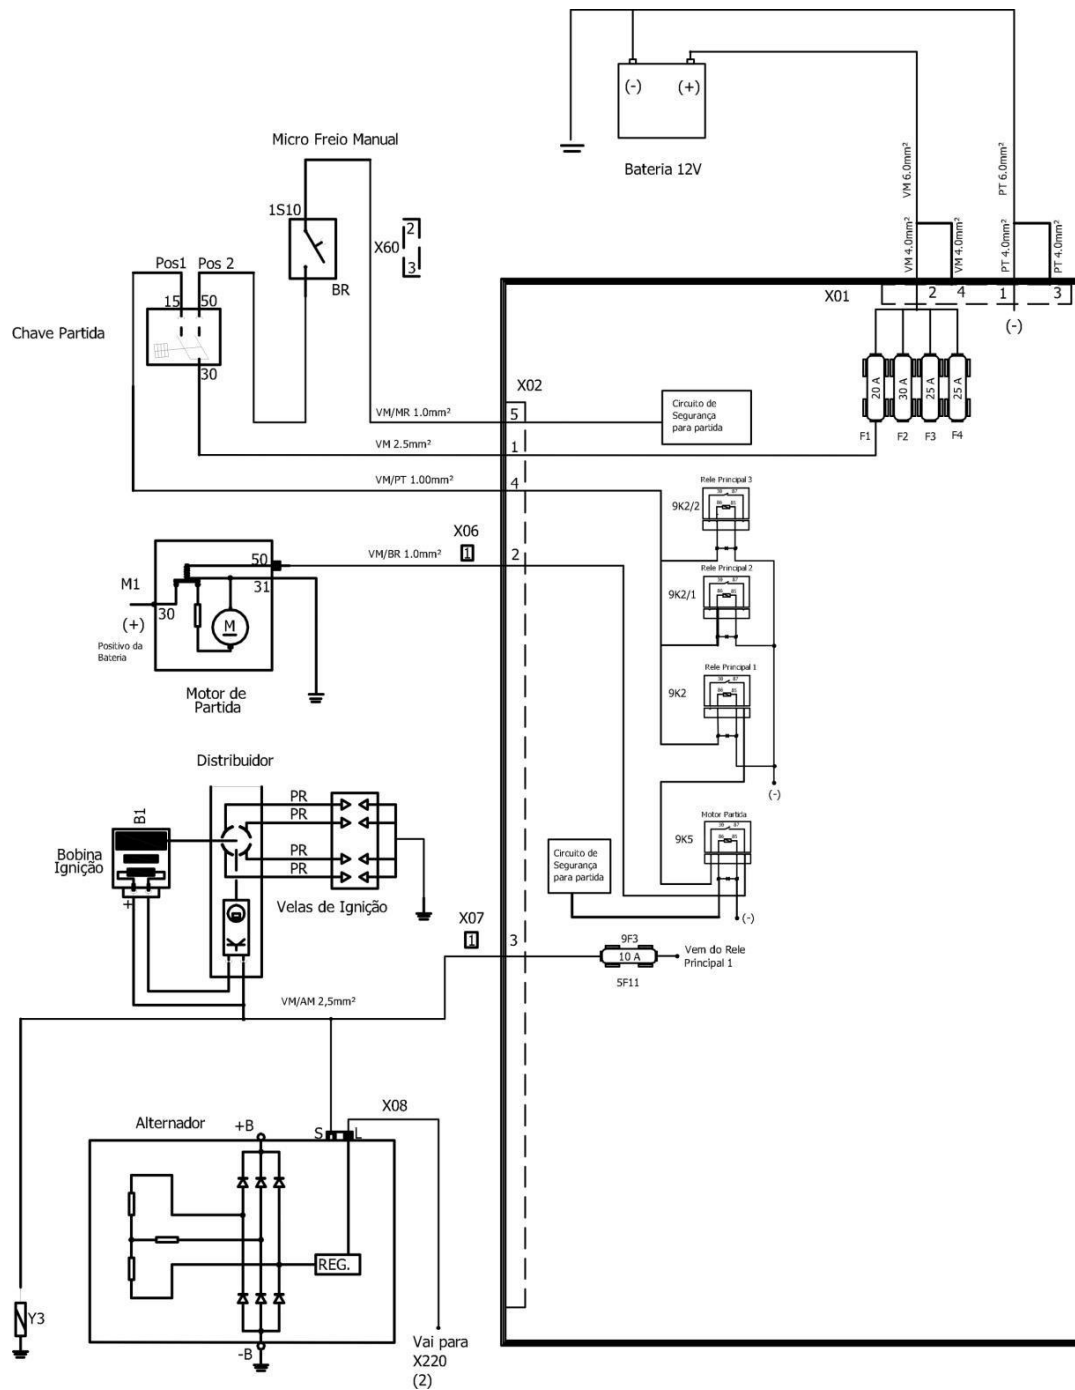 (-)
(+)
Bateria 12V
Micro Freio Manual
VM 6.0mm²
PT 6.0mm²
1S10
X60
2
3
BR
VM 4.0mm²
VM 4.0mm²
PT 4.0mm²
PT 4.0mm²
Pos1
Pos 2
15
50
30
Chave Partida
X01
2
4
1
3
(-)
20 A
30 A
25 A
25 A
F1
F2
F3
F4
X02
VM/MR 1.0mm²
5
Circuito de
Segurança
para partida
VM 2.5mm²
1
VM/PT 1.00mm²
4
Rele Principal 3
9K2/2
X06
1
VM/BR 1.0mm²
2
Rele Principal 2
9K2/1
50
31
M1
30
M
(+)
Positivo da
Bateria
Motor de
Partida
Rele Principal 1
9K2
(-)
Distribuidor
B1
PR
PR
PR
PR
Bobina
Ignição
+
Velas de Ignição
Motor Partida
9K5
Circuito de
Segurança
para partida
(-)
X07
1
3
9F3
10 A
5F11
Vem do Rele
Principal 1
VM/AM 2,5mm²
X08
Alternador
+B
S
L
REG.
-B
Y3
Vai para
X220
(2)